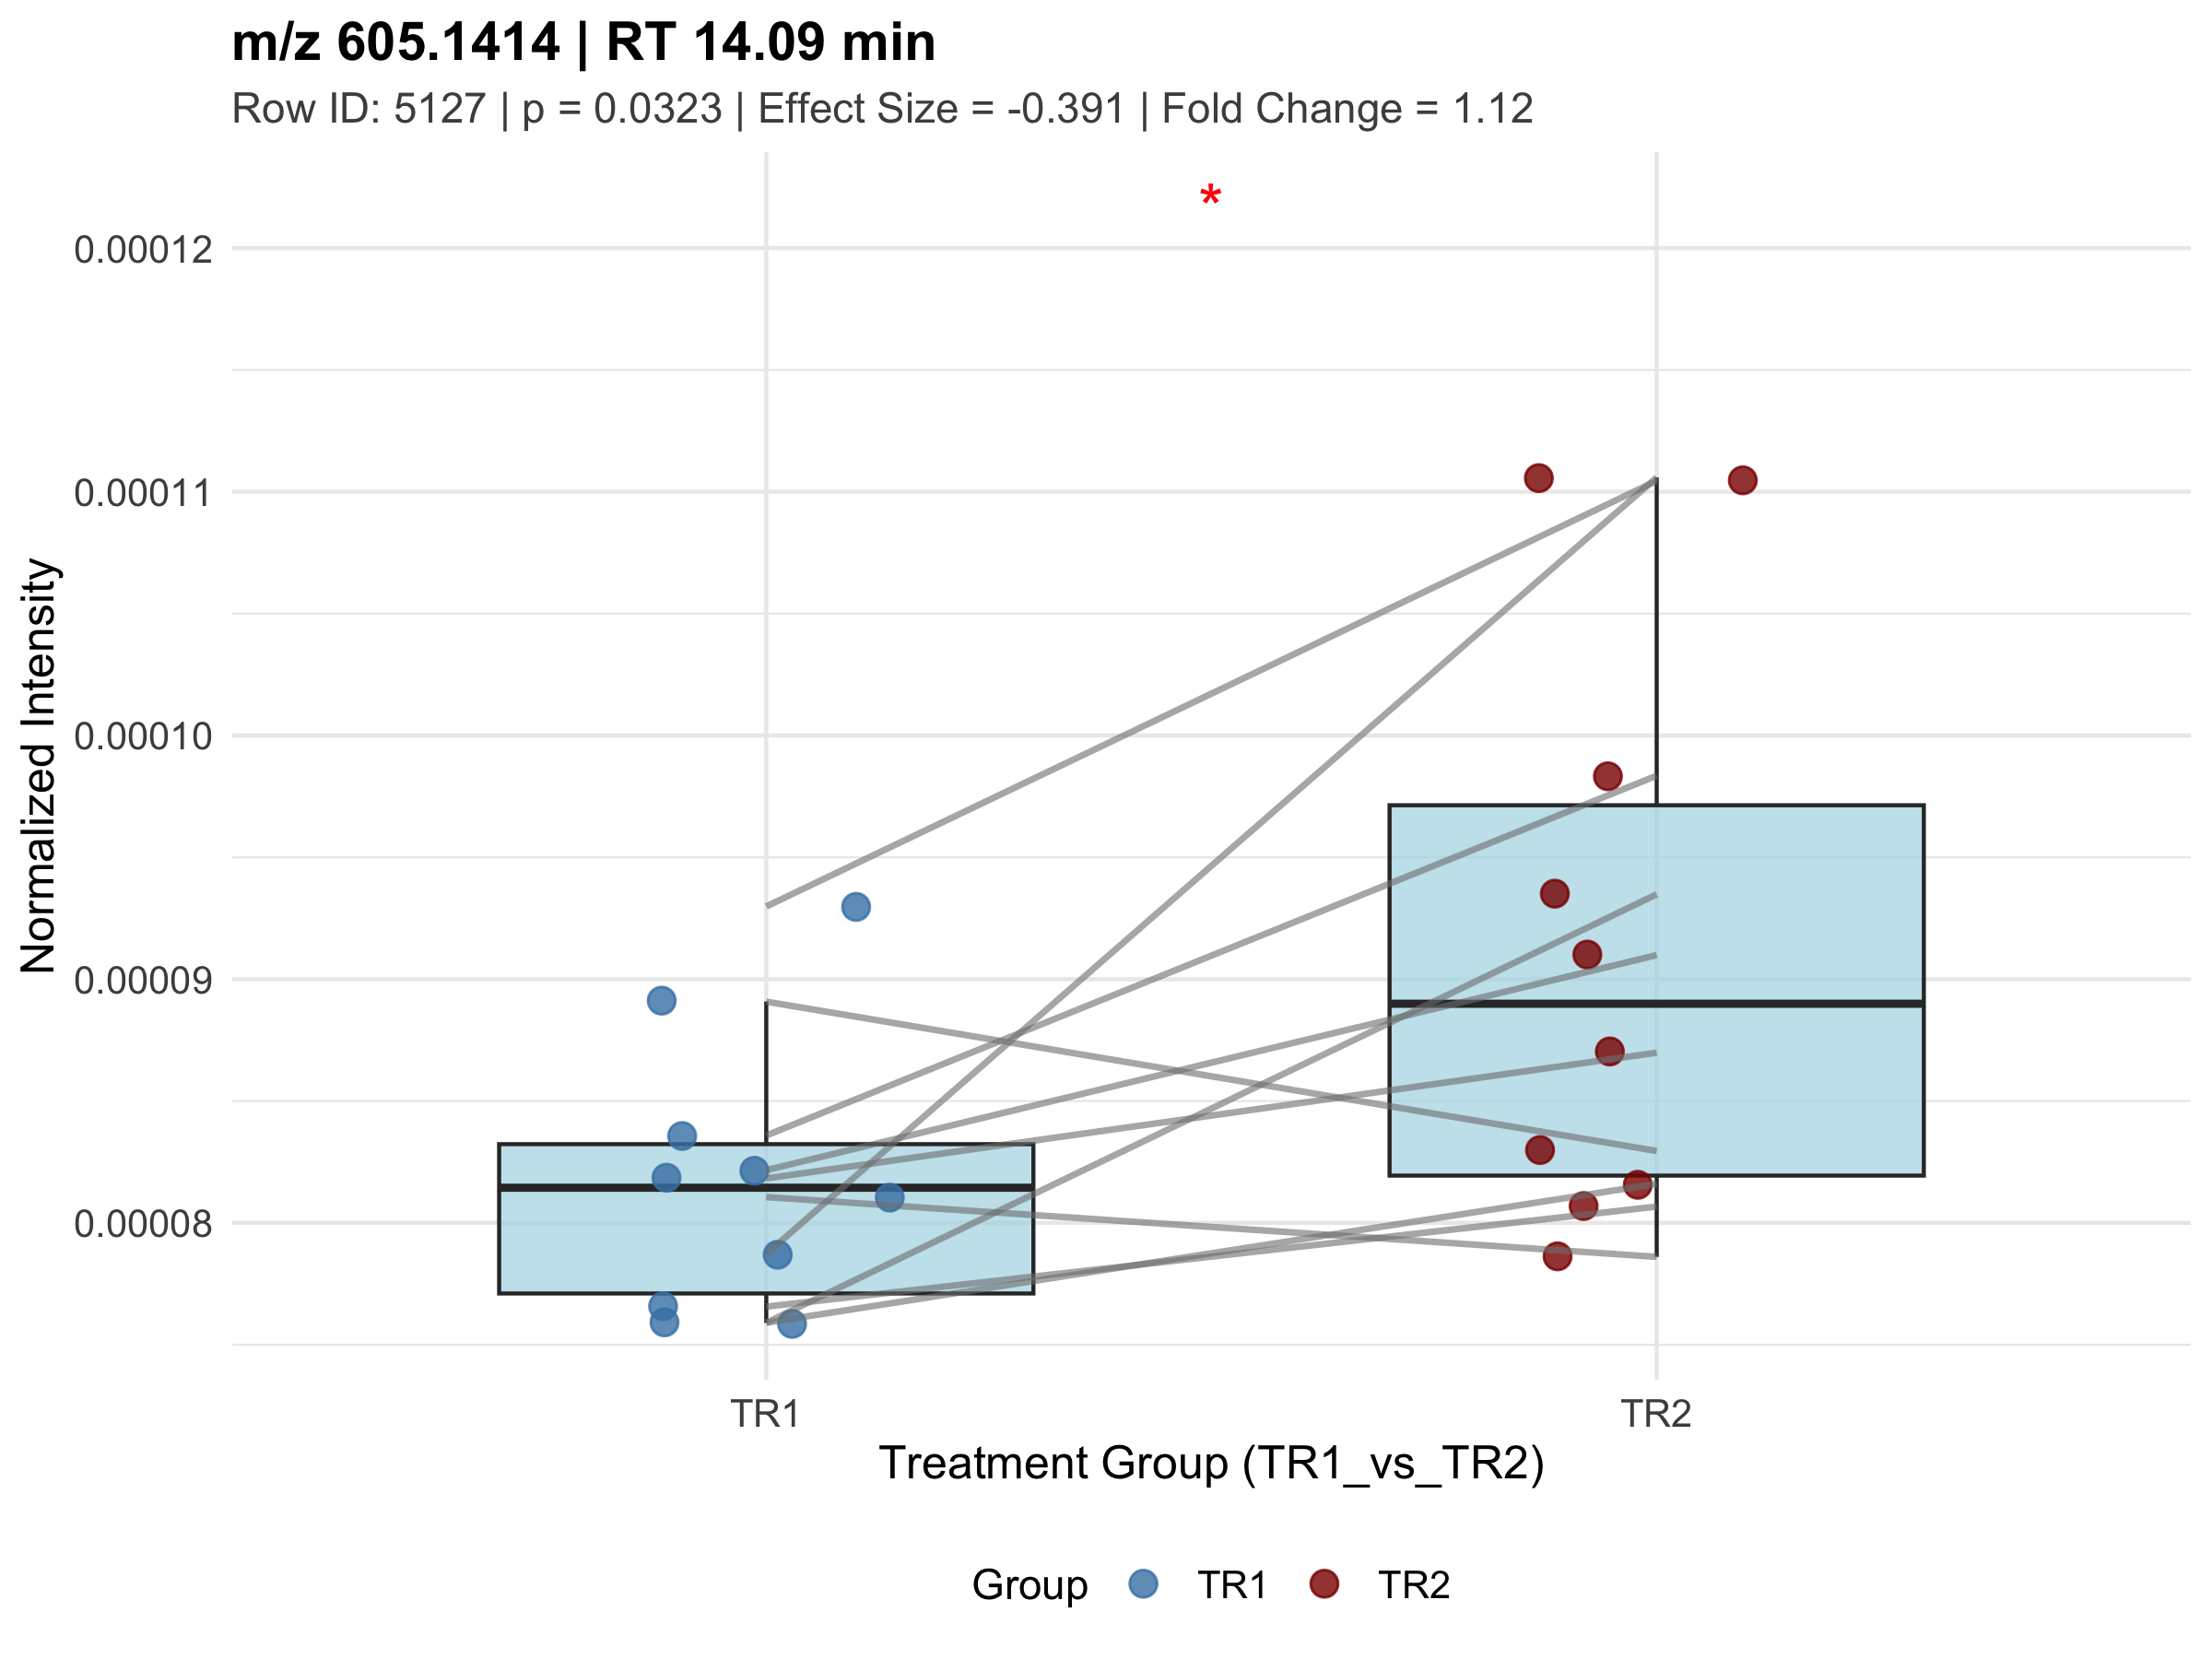 m/z 605.1414 | RT 14.09 min
Row ID: 5127 | p = 0.0323 | Effect Size = -0.391 | Fold Change = 1.12
*
0.00012
0.00011
0.00010
0.00009
0.00008
Normalized Intensity
TR1 TR2
Treatment Group (TR1_vs_TR2)
Group TR1 TR2